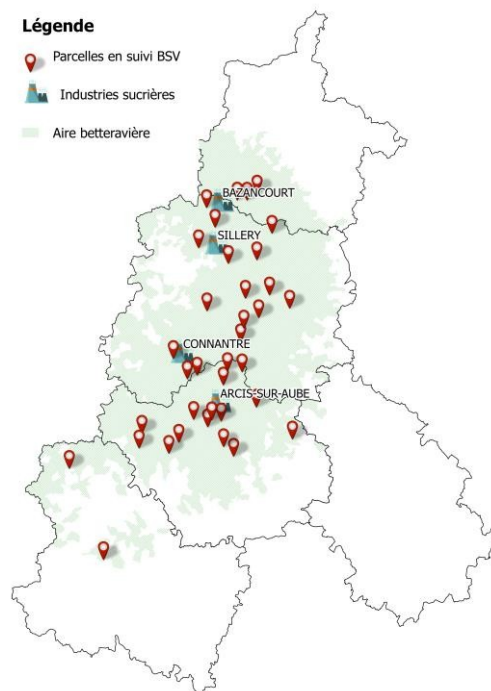 Légende
Parcelles en suivi BSV
Industries sucrières
Aire betteravière
BAZANCOURT
SILLERY
CONNANTRE
ARCIS-SUR-AUBE